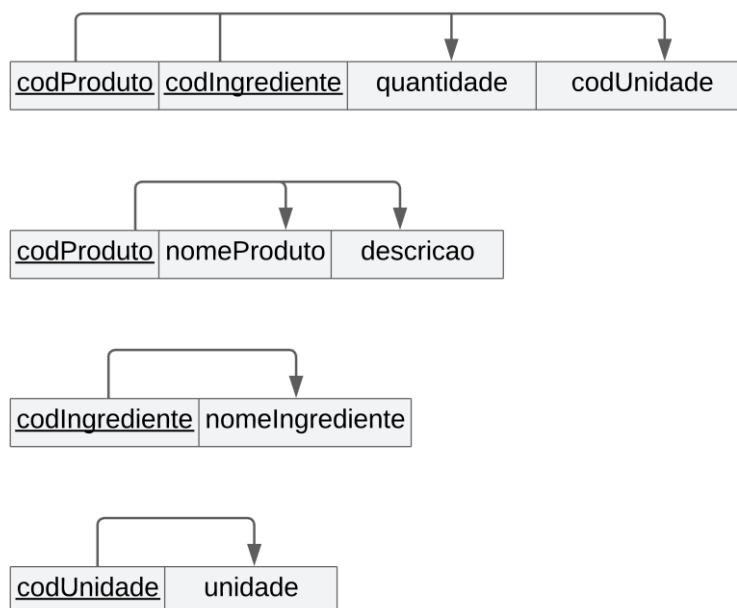 codProduto codIngrediente quantidade codUnidade
codProduto nomeProduto descricao
codIngrediente nomeIngrediente
codUnidade unidade